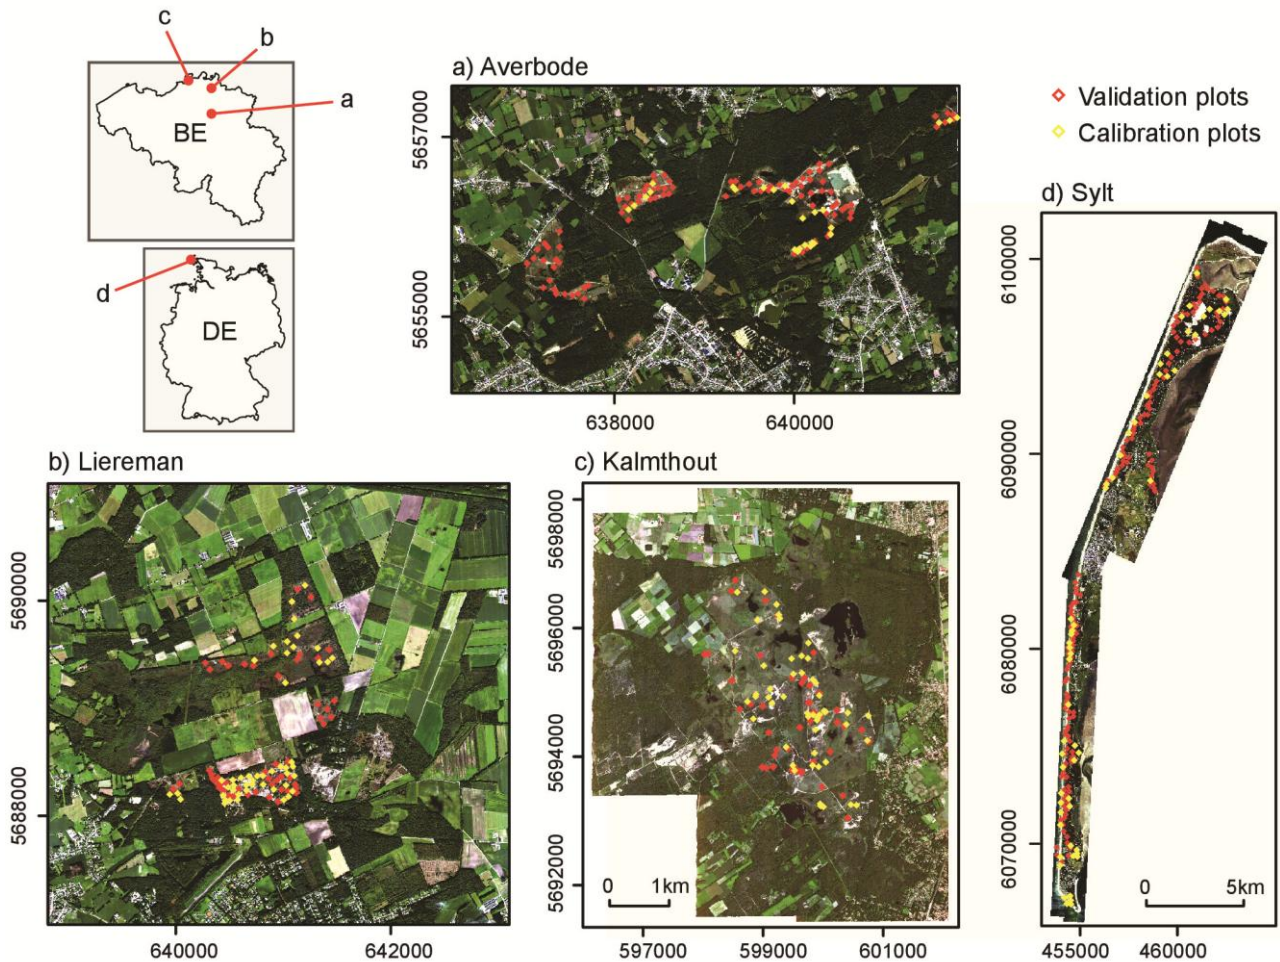 c
b
a
BE
d
DE
a) Averbode
5657000
5655000
638000
640000
Validation plots
Calibration plots
d) Sylt
6100000
6090000
6080000
6070000
0
5km
455000
460000
b) Liereman
5690000
5688000
640000
642000
c) Kalmthout
5698000
5696000
5694000
5692000
0
1km
597000
599000
601000